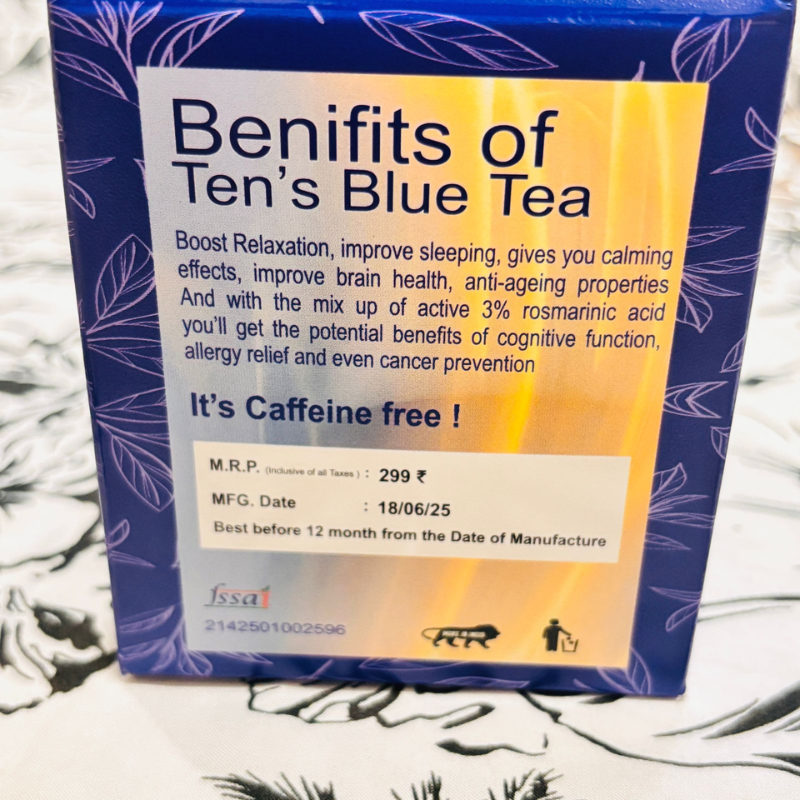 Benifits of
Ten's Blue Tea
Boost Relaxation, improve sleeping, gives you calming
effects, improve brain health, anti-ageing properties
And with the mix up of active 3% rosmarinic acid
you'll get the potential benefits of cognitive function,
allergy relief and even cancer prevention
It's Caffeine free !
M.R.P. (Inclusive of all Taxes) : 299 ₹
MFG. Date : 18/06/25
Best before 12 month from the Date of Manufacture
fssai
2142501002596